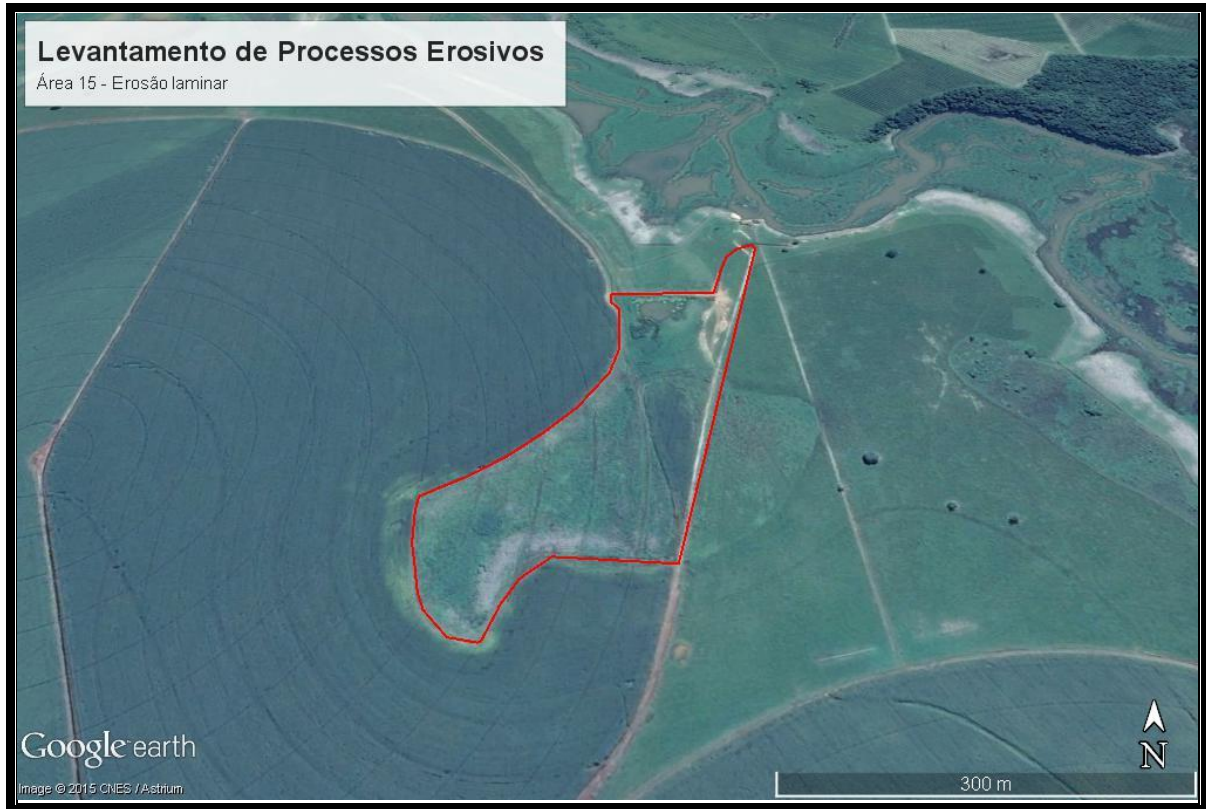 Levantamento de Processos Erosivos
Área 15 - Erosão laminar
Google earth
Image © 2015 CNES / Astrium
300 m
N